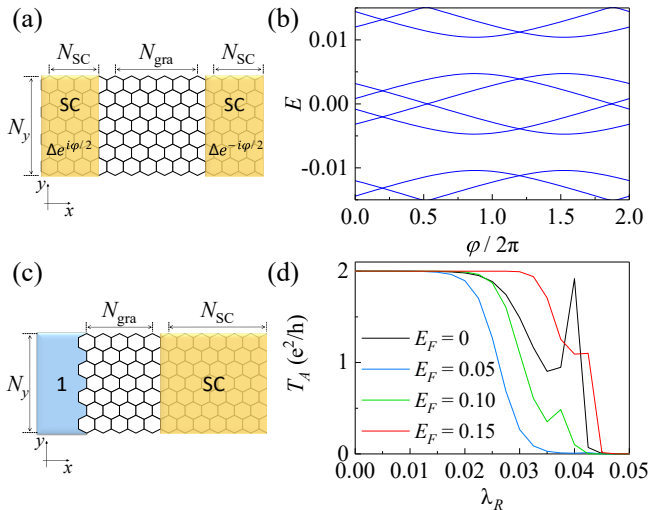 (a)
N_SC N_gra N_SC
N_y
SC SC
Δe^{iφ/2} Δe^{-iφ/2}
y
x
(b)
0.01
0.00
-0.01
E
0.0 0.5 1.0 1.5 2.0
φ / 2π
(c)
N_gra N_SC
N_y
1 SC
y
x
(d)
2
1
0
T_A (e²/h)
E_F = 0
E_F = 0.05
E_F = 0.10
E_F = 0.15
0.00 0.01 0.02 0.03 0.04 0.05
λ_R